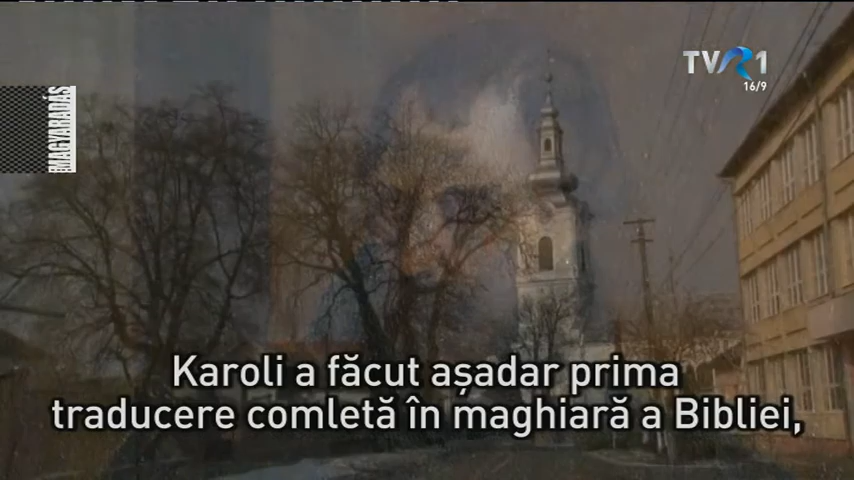 TVR1
16/9
MAGYARADÁS
Karoli a făcut așadar prima
traducere comletă în maghiară a Bibliei,